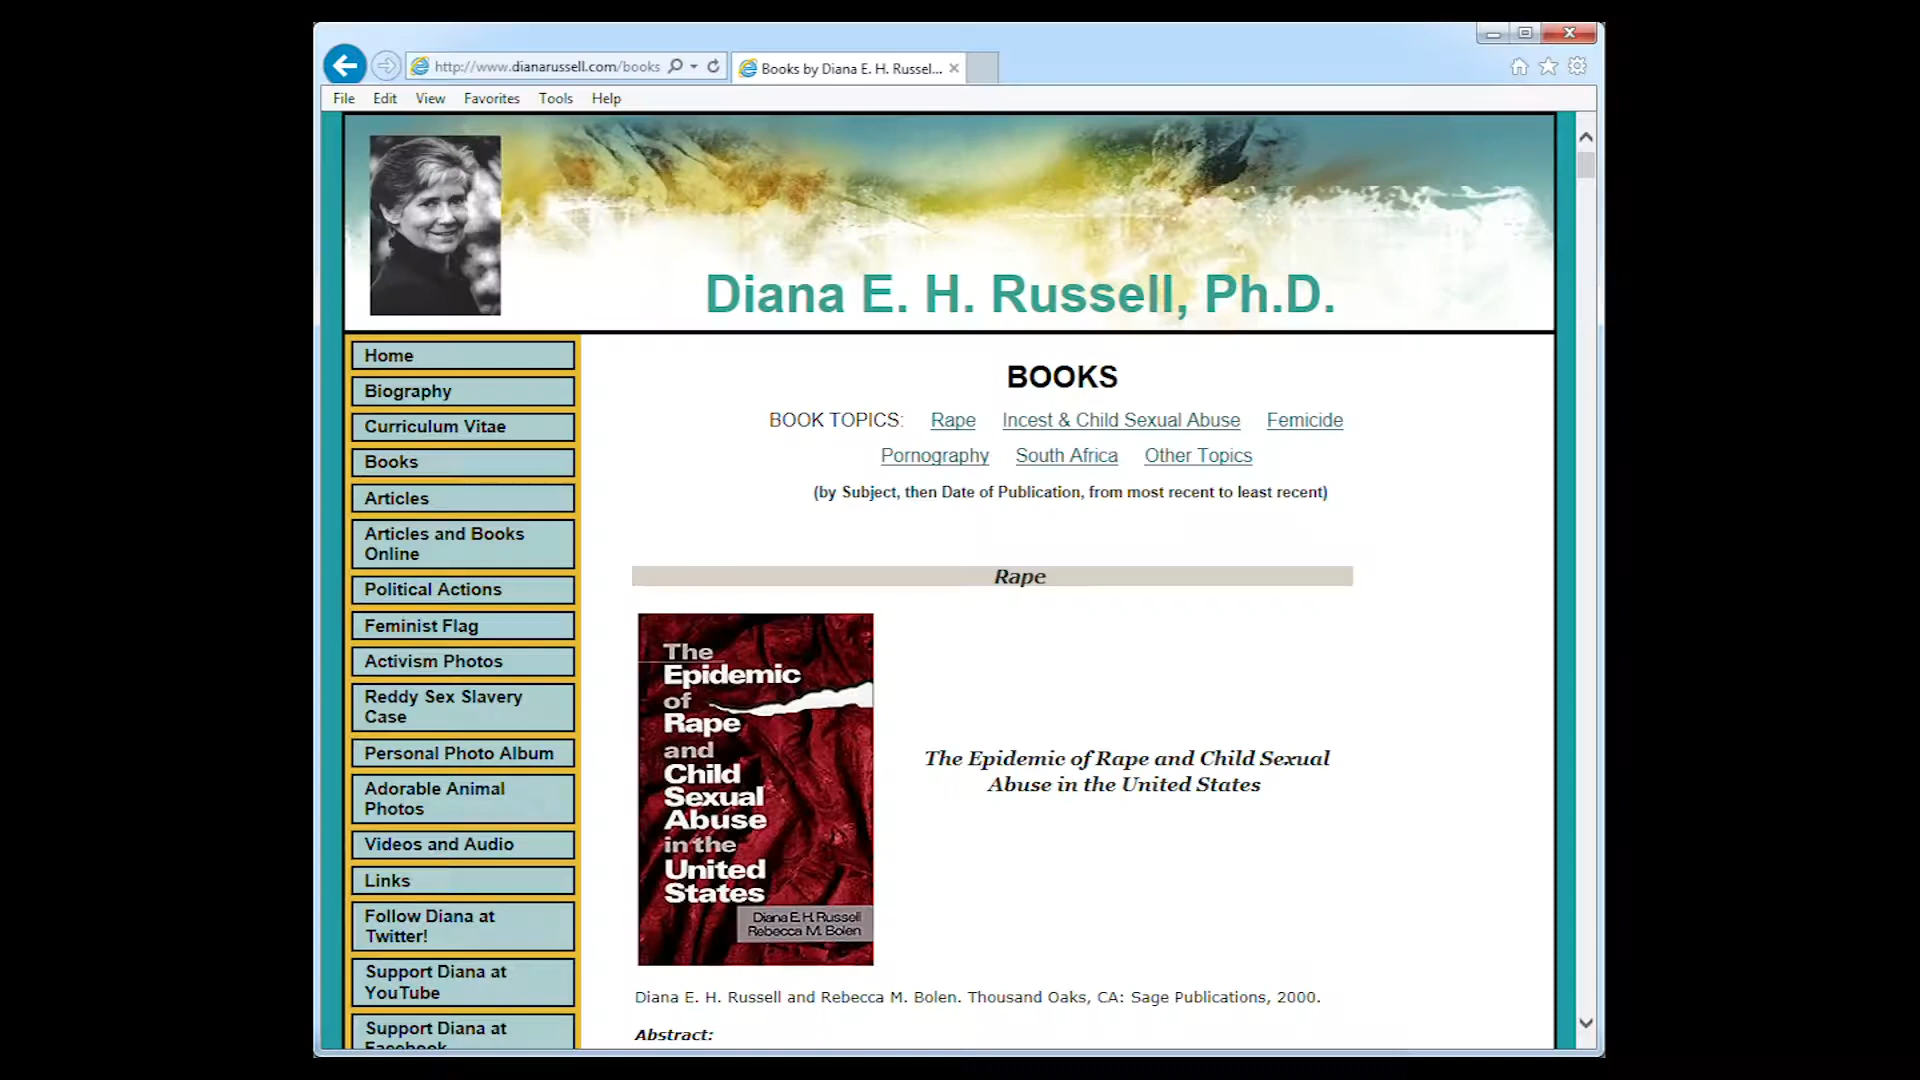 http://www.dianarussell.com/books
Books by Diana E. H. Russel...
File Edit View Favorites Tools Help
Diana E. H. Russell, Ph.D.
Home
Biography
Curriculum Vitae
Books
Articles
Articles and Books
Online
Political Actions
Feminist Flag
Activism Photos
Reddy Sex Slavery
Case
Personal Photo Album
Adorable Animal
Photos
Videos and Audio
Links
Follow Diana at
Twitter!
Support Diana at
YouTube
Support Diana at
Facebook
BOOKS
BOOK TOPICS: Rape Incest & Child Sexual Abuse Femicide
Pornography South Africa Other Topics
(by Subject, then Date of Publication, from most recent to least recent)
Rape
The
Epidemic
of
Rape
and
Child
Sexual
Abuse
in the
United
States
Diana E. H. Russell
Rebecca M. Bolen
The Epidemic of Rape and Child Sexual
Abuse in the United States
Diana E. H. Russell and Rebecca M. Bolen. Thousand Oaks, CA: Sage Publications, 2000.
Abstract: